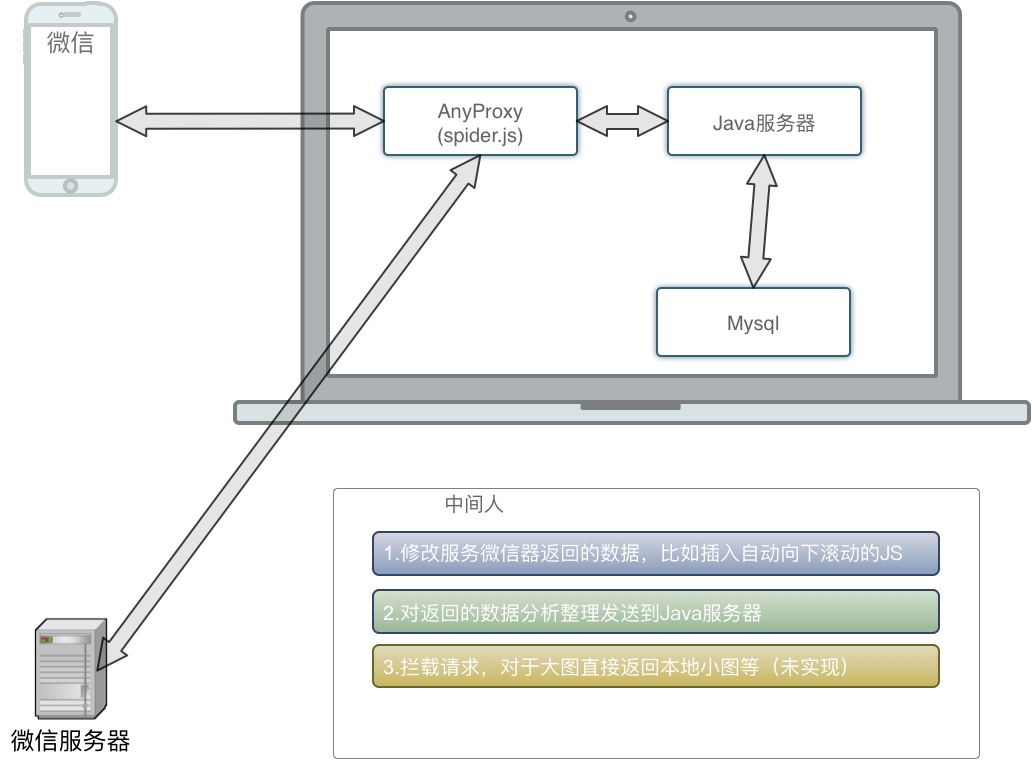 微信
AnyProxy
(spider.js)
Java服务器
Mysql
中间人
1.修改服务微信器返回的数据，比如插入自动向下滚动的JS
2.对返回的数据分析整理发送到Java服务器
3.拦载请求，对于大图直接返回本地小图等（未实现）
微信服务器